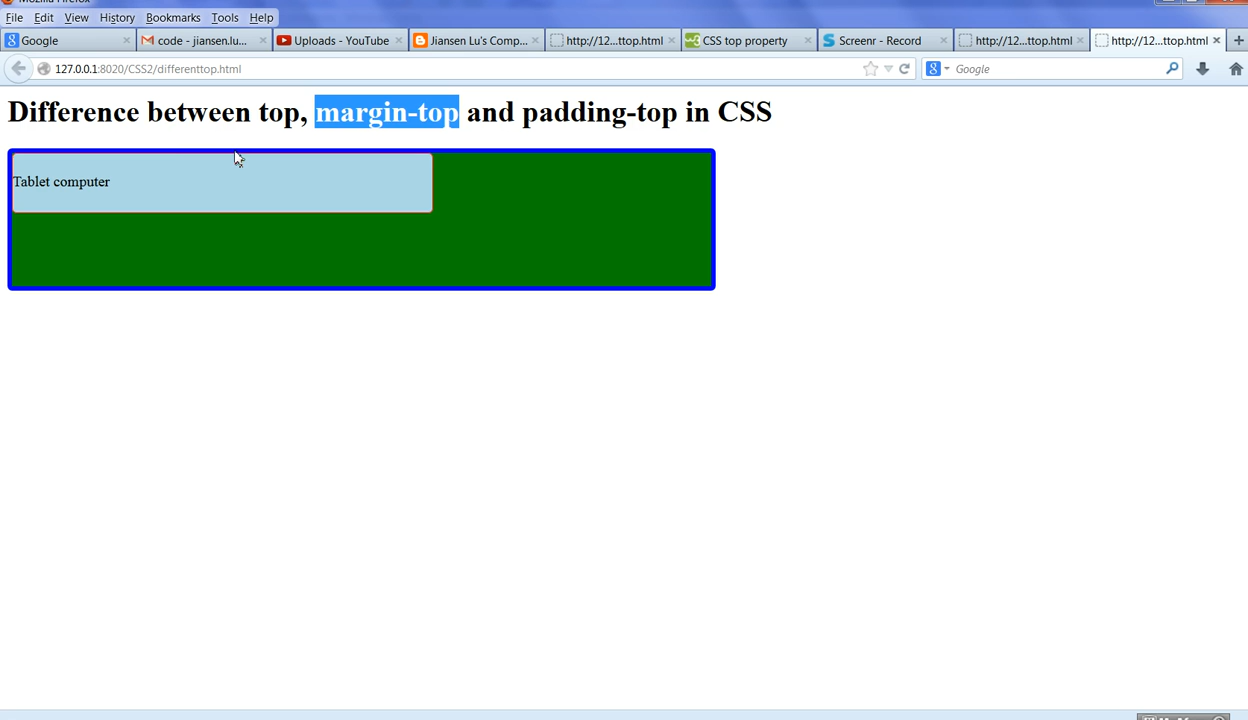 Mozilla Firefox
File Edit View History Bookmarks Tools Help
Google code - jiansen.lu... Uploads - YouTube Jiansen Lu's Comp... http://12...ttop.html CSS top property Screenr - Record http://12...ttop.html http://12...ttop.html
127.0.0.1:8020/CSS2/differenttop.html Google
Difference between top, margin-top and padding-top in CSS
Tablet computer